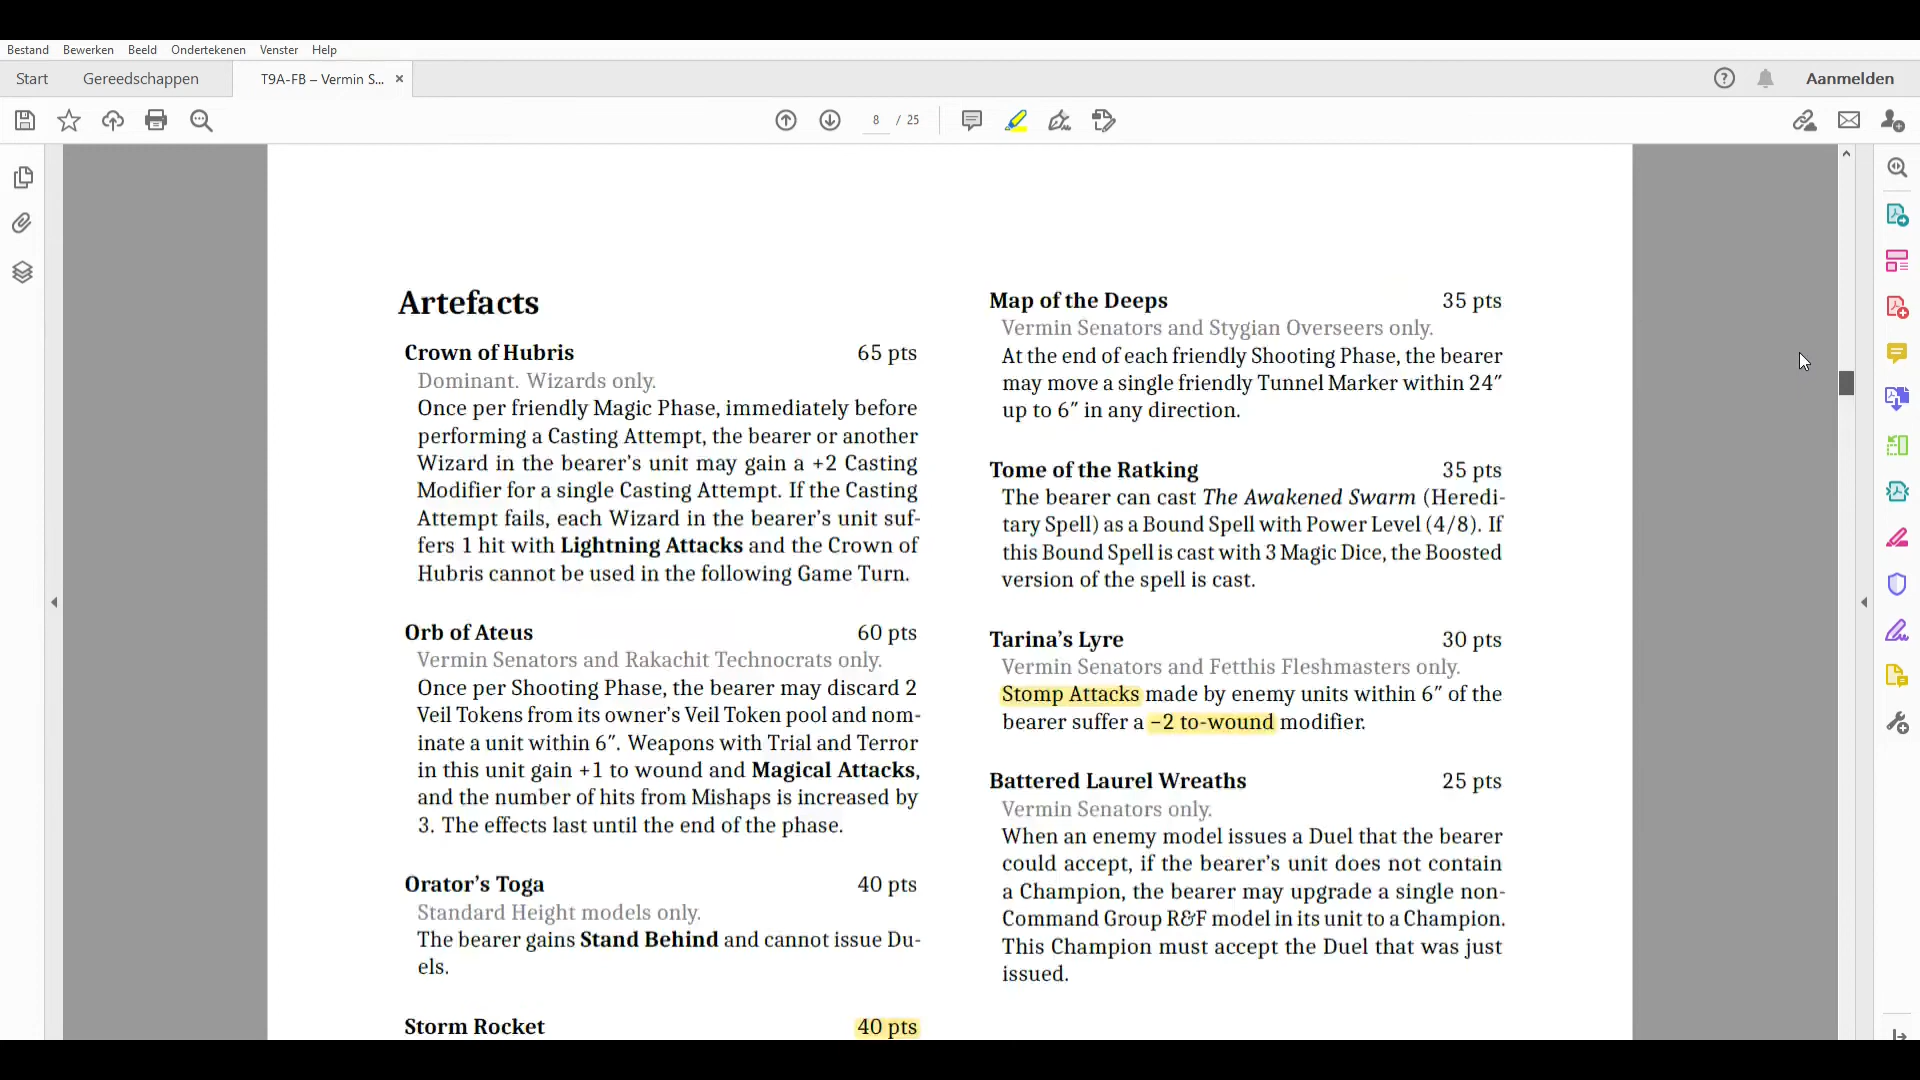 Bestand Bewerken Beeld Ondertekenen Venster Help
Start Gereedschappen T9A-FB – Vermin S... × Aanmelden
8 / 25
Artefacts
Crown of Hubris 65 pts
Dominant. Wizards only.
Once per friendly Magic Phase, immediately before
performing a Casting Attempt, the bearer or another
Wizard in the bearer’s unit may gain a +2 Casting
Modifier for a single Casting Attempt. If the Casting
Attempt fails, each Wizard in the bearer’s unit suf-
fers 1 hit with Lightning Attacks and the Crown of
Hubris cannot be used in the following Game Turn.
Orb of Ateus 60 pts
Vermin Senators and Rakachit Technocrats only.
Once per Shooting Phase, the bearer may discard 2
Veil Tokens from its owner’s Veil Token pool and nom-
inate a unit within 6″. Weapons with Trial and Terror
in this unit gain +1 to wound and Magical Attacks,
and the number of hits from Mishaps is increased by
3. The effects last until the end of the phase.
Orator’s Toga 40 pts
Standard Height models only.
The bearer gains Stand Behind and cannot issue Du-
els.
Storm Rocket 40 pts
Map of the Deeps 35 pts
Vermin Senators and Stygian Overseers only.
At the end of each friendly Shooting Phase, the bearer
may move a single friendly Tunnel Marker within 24″
up to 6″ in any direction.
Tome of the Ratking 35 pts
The bearer can cast The Awakened Swarm (Heredi-
tary Spell) as a Bound Spell with Power Level (4/8). If
this Bound Spell is cast with 3 Magic Dice, the Boosted
version of the spell is cast.
Tarina’s Lyre 30 pts
Vermin Senators and Fetthis Fleshmasters only.
Stomp Attacks made by enemy units within 6″ of the
bearer suffer a −2 to-wound modifier.
Battered Laurel Wreaths 25 pts
Vermin Senators only.
When an enemy model issues a Duel that the bearer
could accept, if the bearer’s unit does not contain
a Champion, the bearer may upgrade a single non-
Command Group R&F model in its unit to a Champion.
This Champion must accept the Duel that was just
issued.